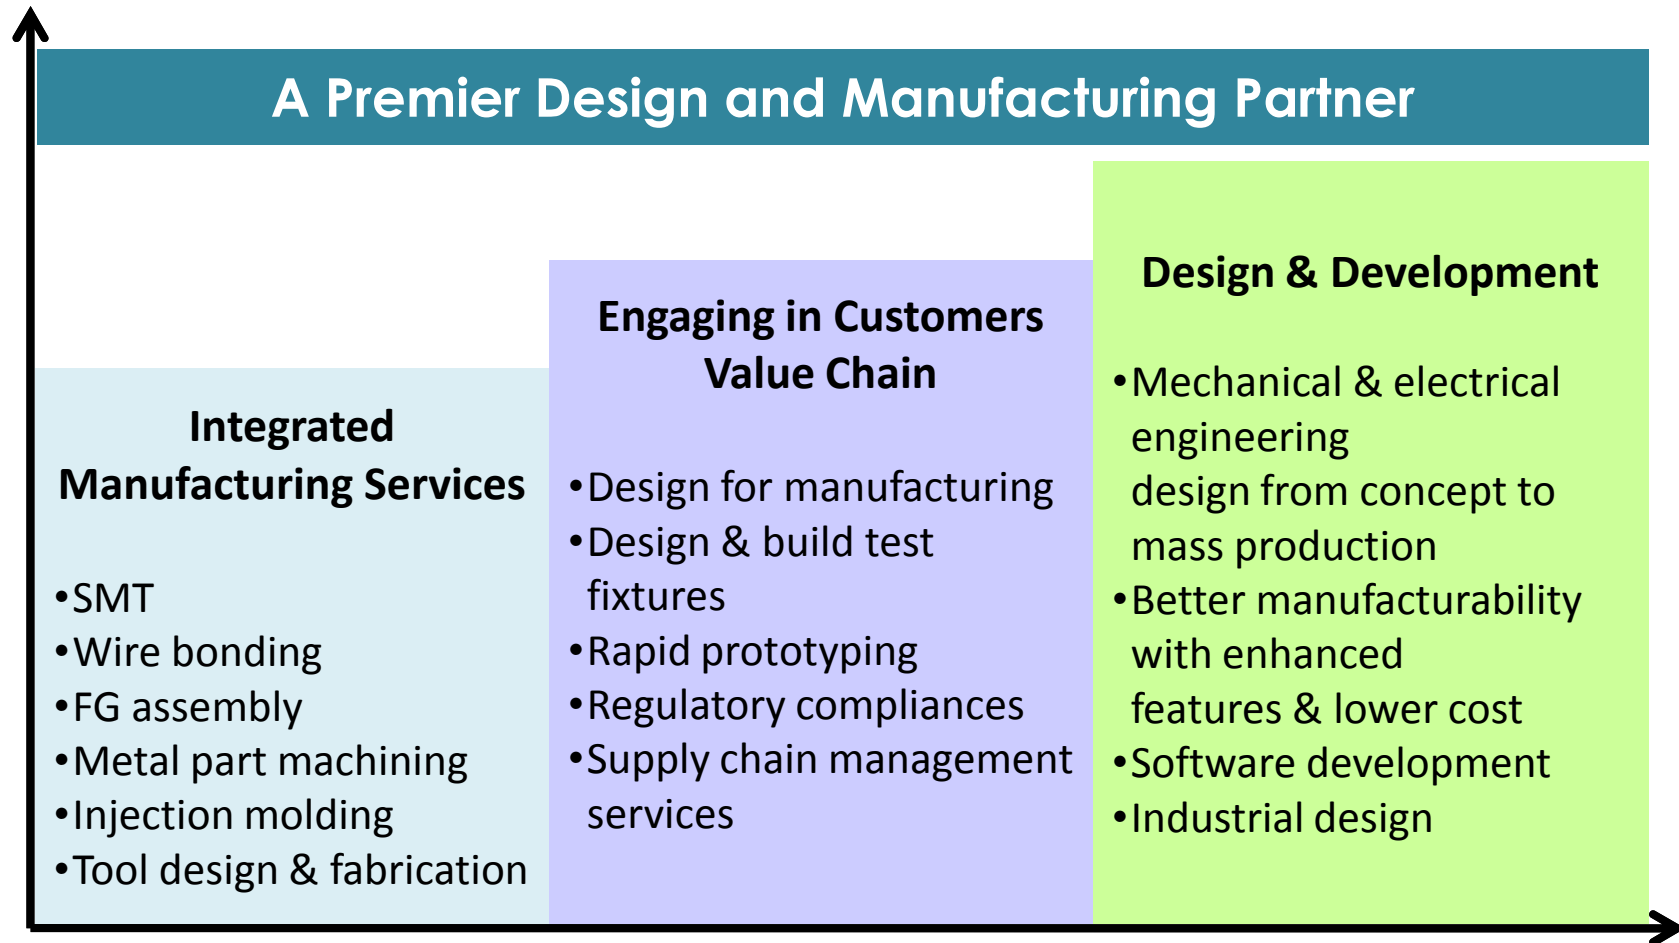 A Premier Design and Manufacturing Partner
Integrated
Manufacturing Services
•SMT
•Wire bonding
•FG assembly
•Metal part machining
•Injection molding
•Tool design & fabrication
Engaging in Customers
Value Chain
•Design for manufacturing
•Design & build test
fixtures
•Rapid prototyping
•Regulatory compliances
•Supply chain management
services
Design & Development
•Mechanical & electrical
engineering
design from concept to
mass production
•Better manufacturability
with enhanced
features & lower cost
•Software development
•Industrial design